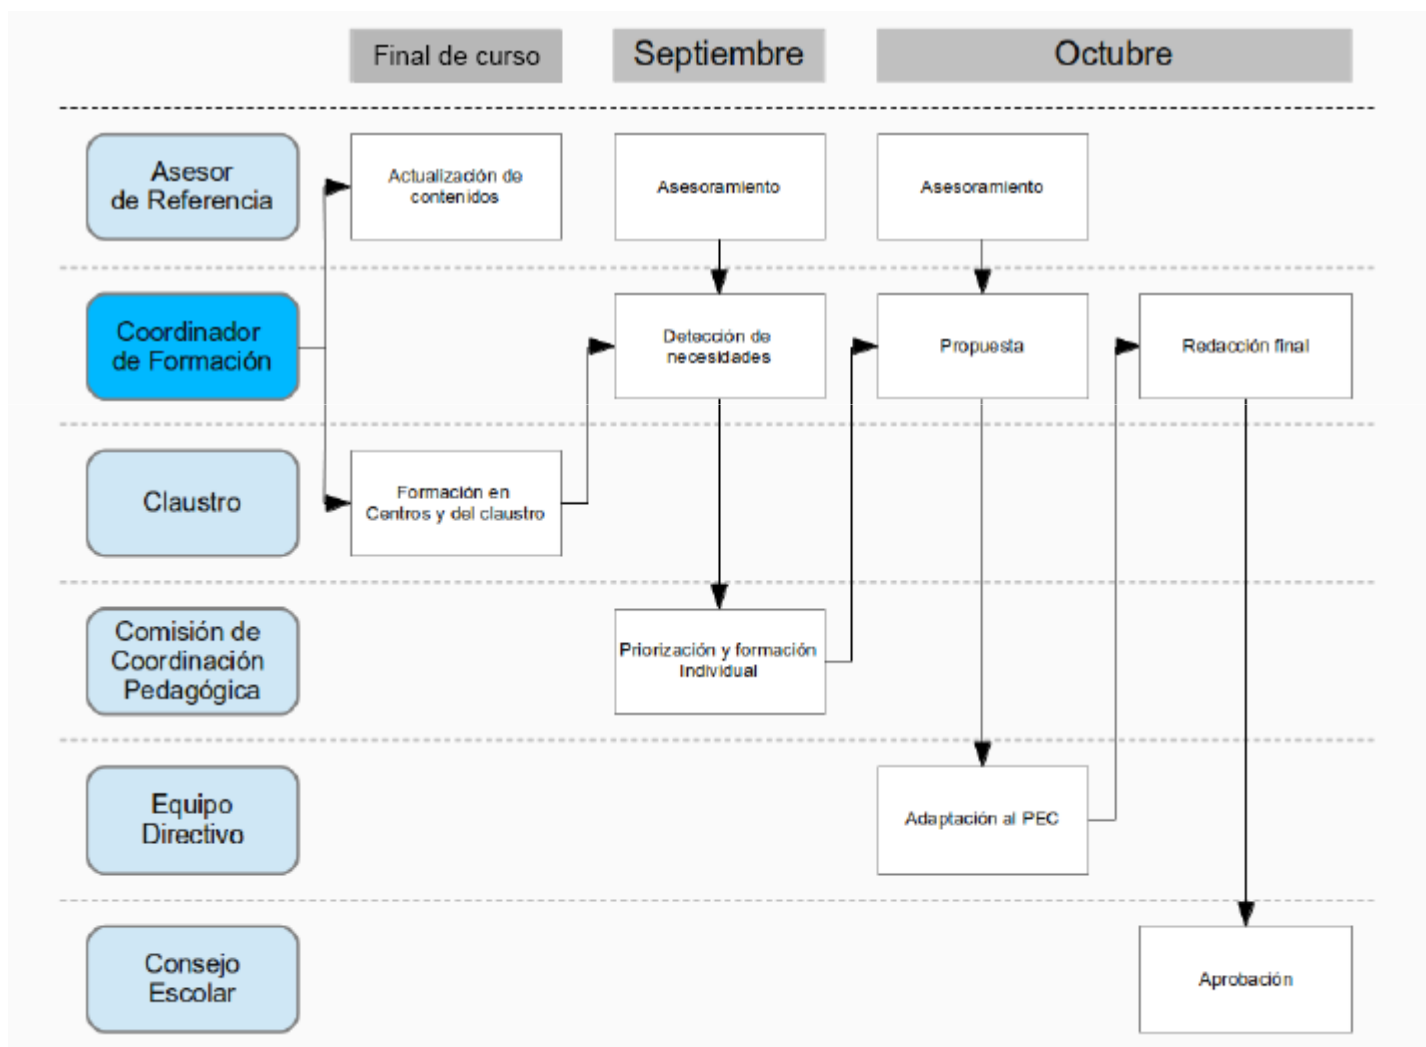 Final de curso
Septiembre
Octubre
Asesor
de Referencia
Actualización de
contenidos
Asesoramiento
Asesoramiento
Coordinador
de Formación
Detección de
necesidades
Propuesta
Redacción final
Claustro
Formación en
Centros y del claustro
Comisión de
Coordinación
Pedagógica
Priorización y formación
Individual
Equipo
Directivo
Adaptación al PEC
Consejo
Escolar
Aprobación